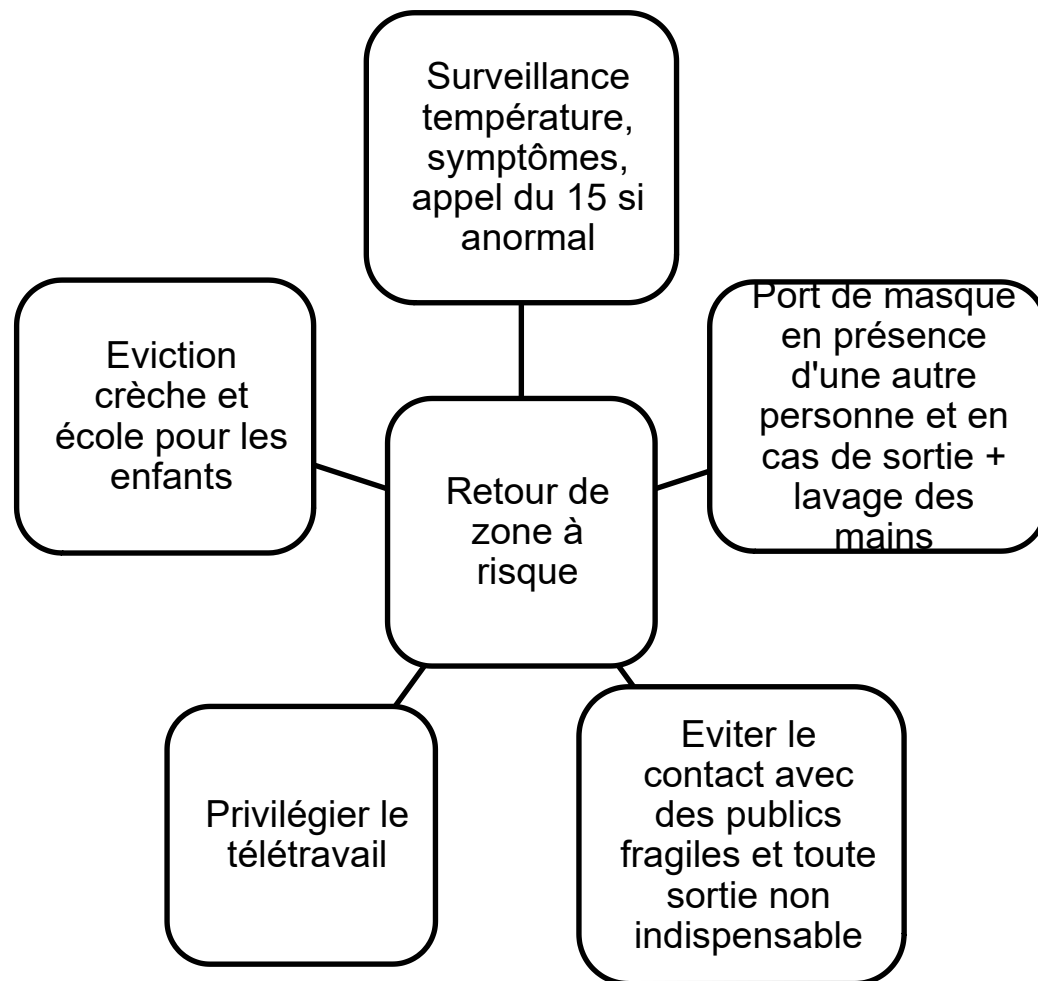 Surveillance
température,
symptômes,
appel du 15 si
anormal
Port de masque
en présence
d'une autre
personne et en
cas de sortie +
lavage des
mains
Eviction
crèche et
école pour les
enfants
Retour de
zone à
risque
Privilégier le
télétravail
Eviter le
contact avec
des publics
fragiles et toute
sortie non
indispensable